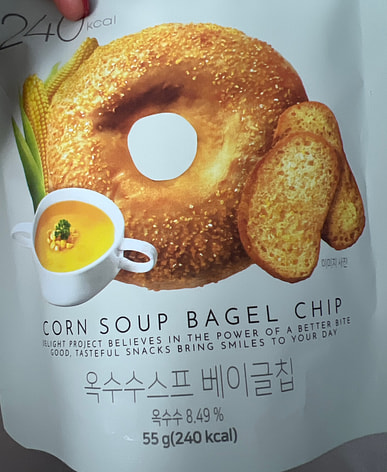 240 kcal
이미지 사진
CORN SOUP BAGEL CHIP
DELIGHT PROJECT BELIEVES IN THE POWER OF A BETTER BITE
GOOD, TASTEFUL SNACKS BRING SMILES TO YOUR DAY
옥수수스프 베이글칩
옥수수 8.49 %
55 g(240 kcal)